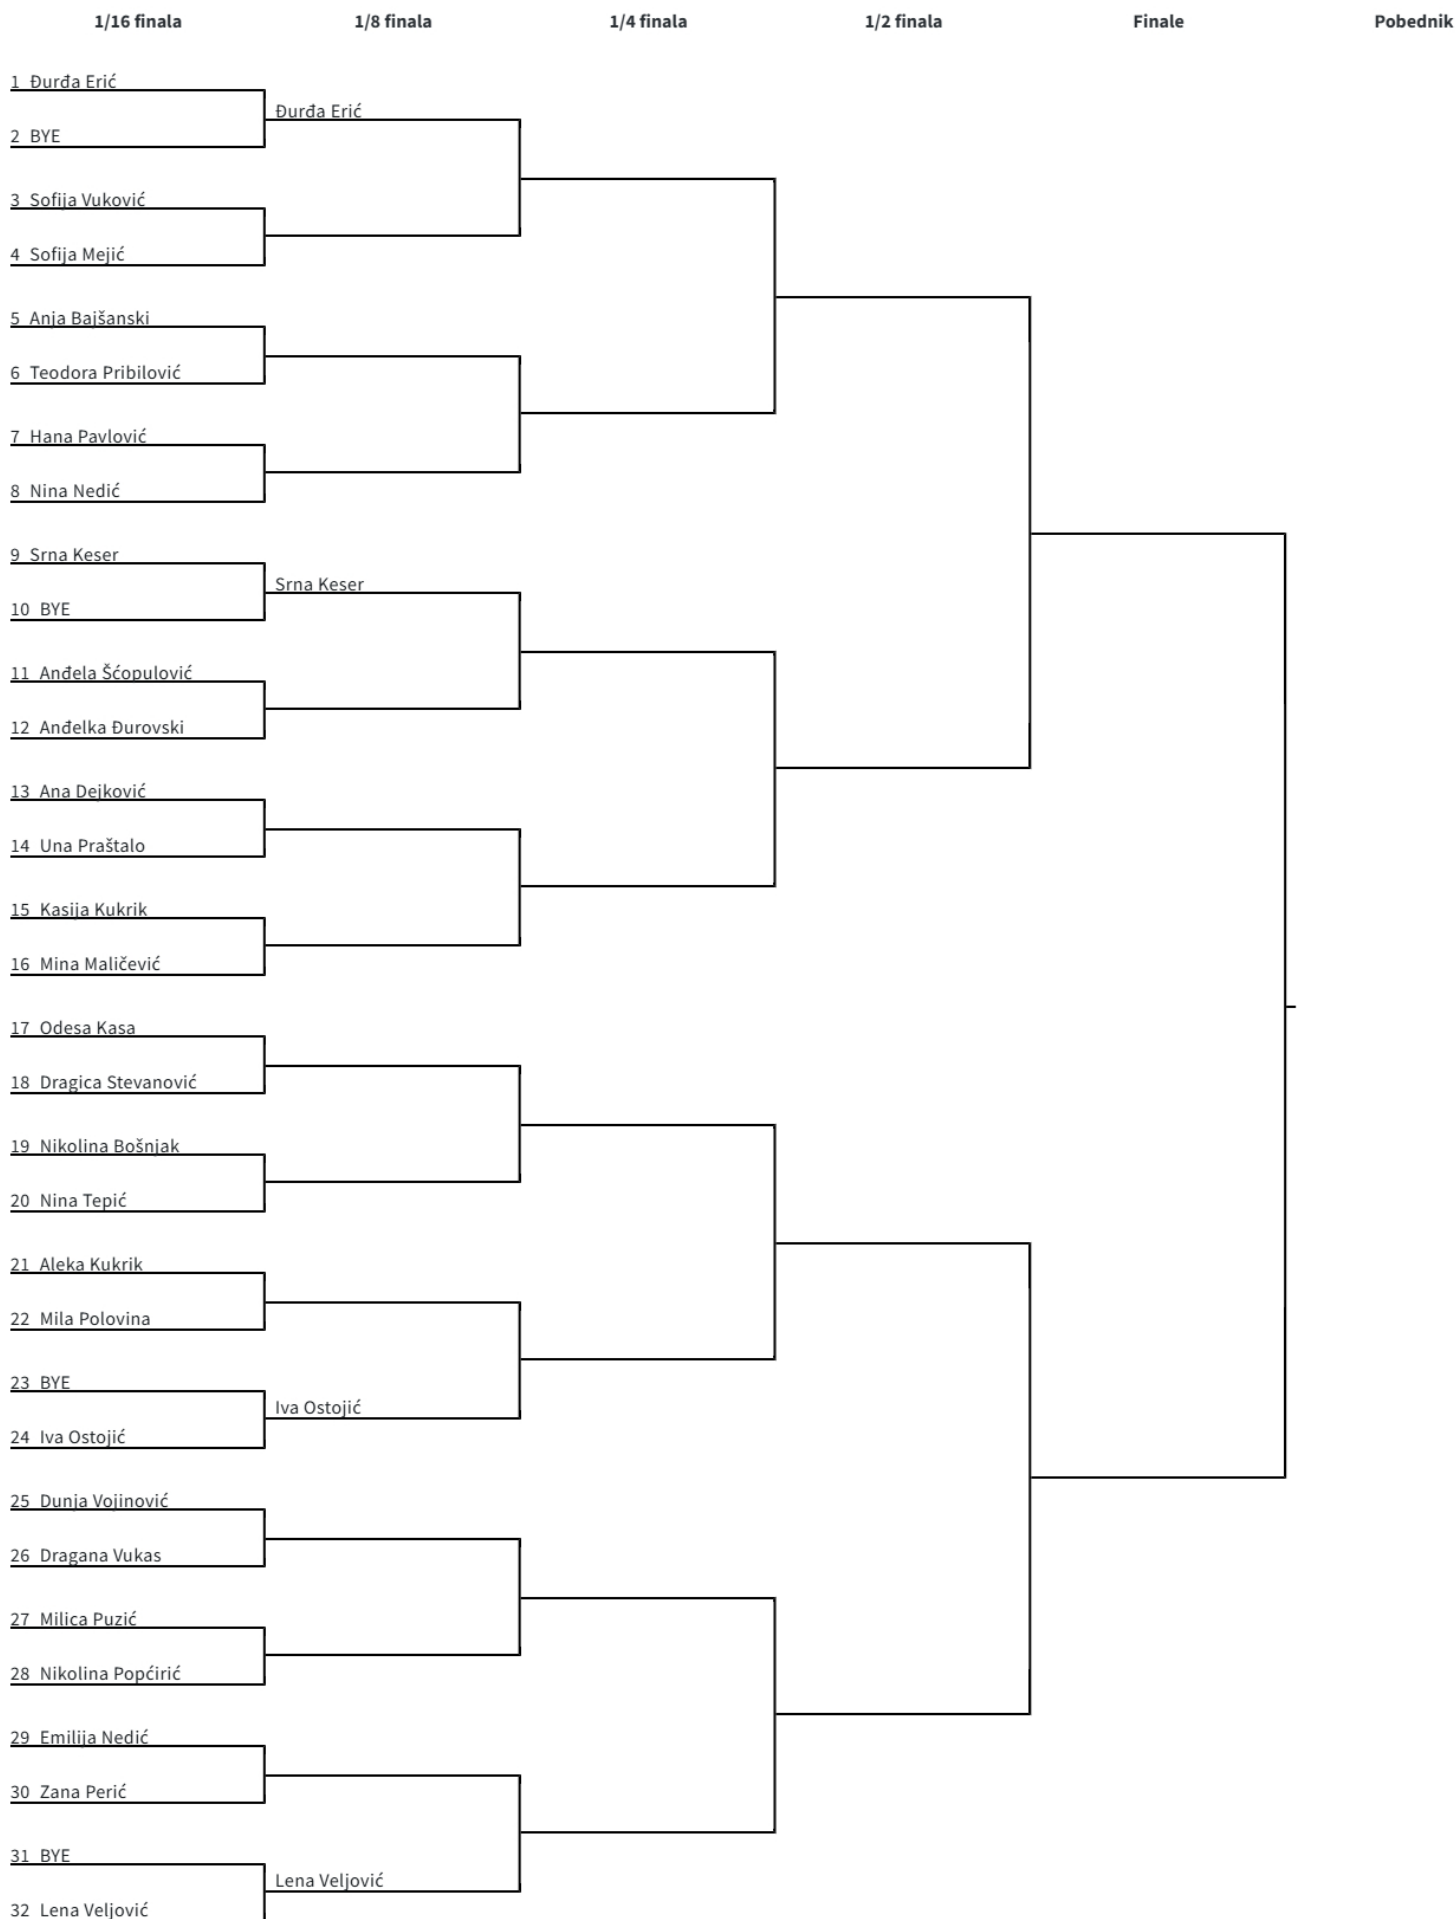 1/16 finala 1/8 finala 1/4 finala 1/2 finala Finale Pobednik
1 Đurđa Erić
Đurđa Erić
2 BYE
3 Sofija Vuković
4 Sofija Mejić
5 Anja Bajšanski
6 Teodora Pribilović
7 Hana Pavlović
8 Nina Nedić
9 Srna Keser
Srna Keser
10 BYE
11 Anđela Šćopulović
12 Anđelka Đurovski
13 Ana Dejković
14 Una Praštalo
15 Kasija Kukrik
16 Mina Maličević
17 Odesa Kasa
18 Dragica Stevanović
19 Nikolina Bošnjak
20 Nina Tepić
21 Aleka Kukrik
22 Mila Polovina
23 BYE
Iva Ostojić
24 Iva Ostojić
25 Dunja Vojinović
26 Dragana Vukas
27 Milica Puzić
28 Nikolina Popćirić
29 Emilija Nedić
30 Zana Perić
31 BYE
Lena Veljović
32 Lena Veljović